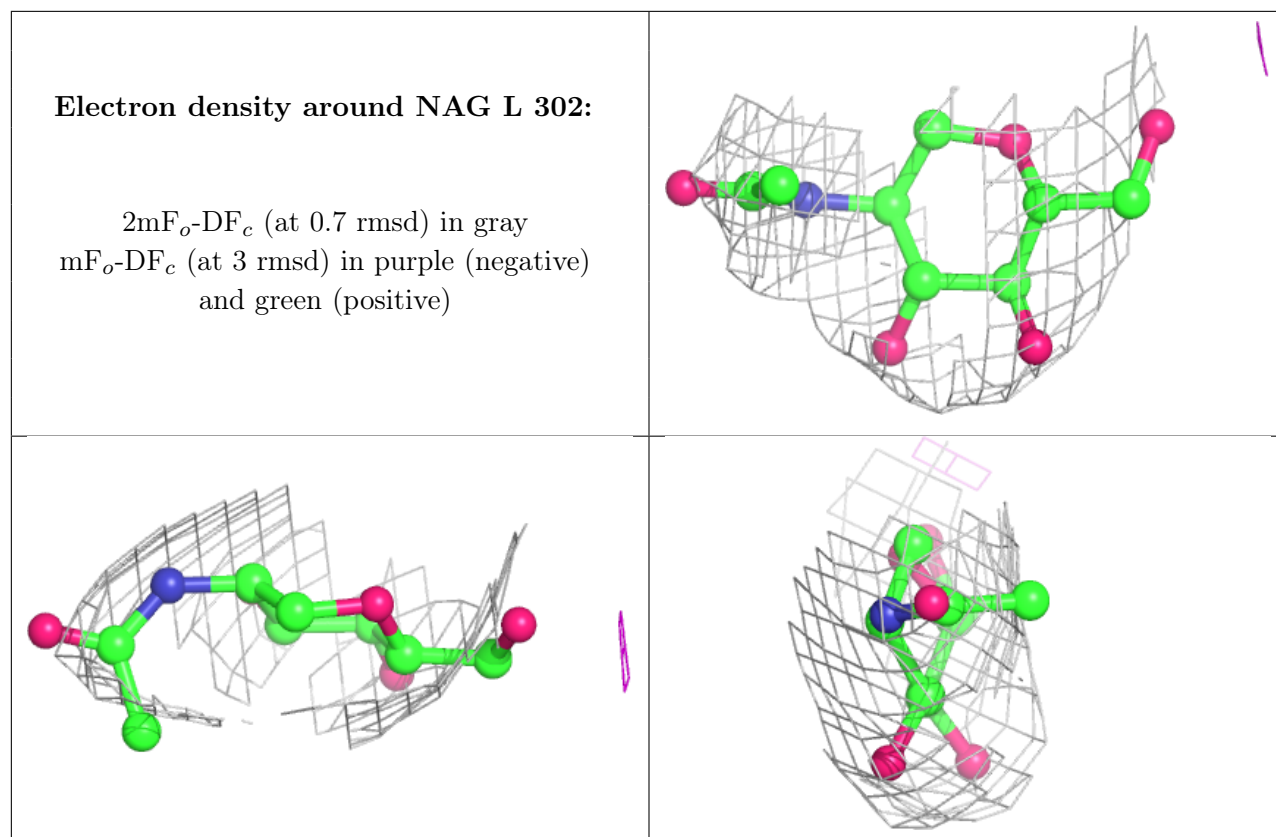 Electron density around NAG L 302:
2mFo-DFc (at 0.7 rmsd) in gray
mFo-DFc (at 3 rmsd) in purple (negative)
and green (positive)